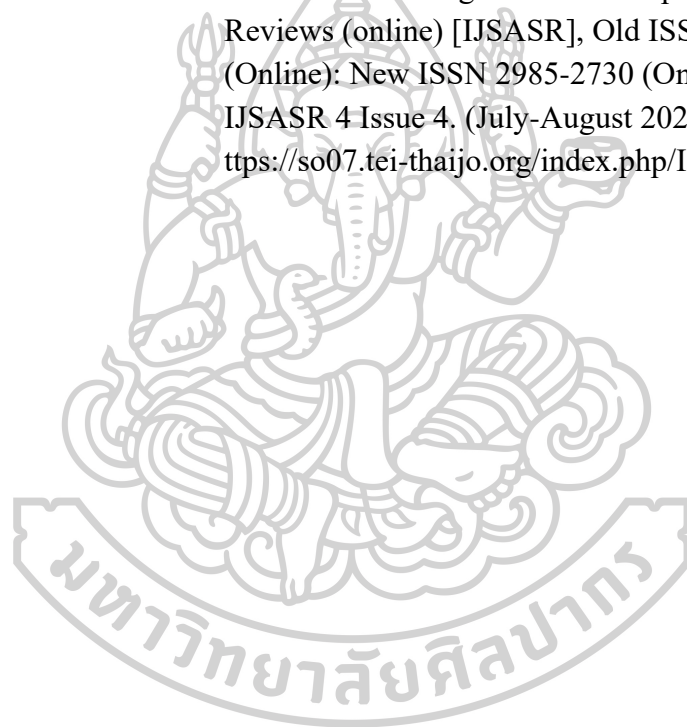 Reviews (online) [IJSASR], Old ISS
(Online): New ISSN 2985-2730 (On
IJSASR 4 Issue 4. (July-August 202
ttps://so07.tei-thaijo.org/index.php/I
มหาวิทยาลัยศิลปากร